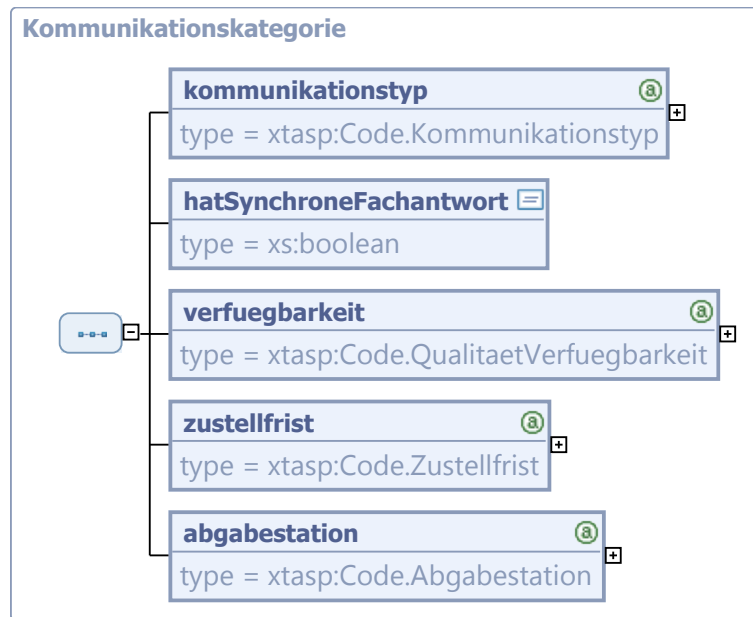 Kommunikationskategorie
kommunikationstyp
type = xtasp:Code.Kommunikationstyp
hatSynchroneFachantwort
type = xs:boolean
verfuegbarkeit
type = xtasp:Code.QualitaetVerfuegbarkeit
zustellfrist
type = xtasp:Code.Zustellfrist
abgabestation
type = xtasp:Code.Abgabestation